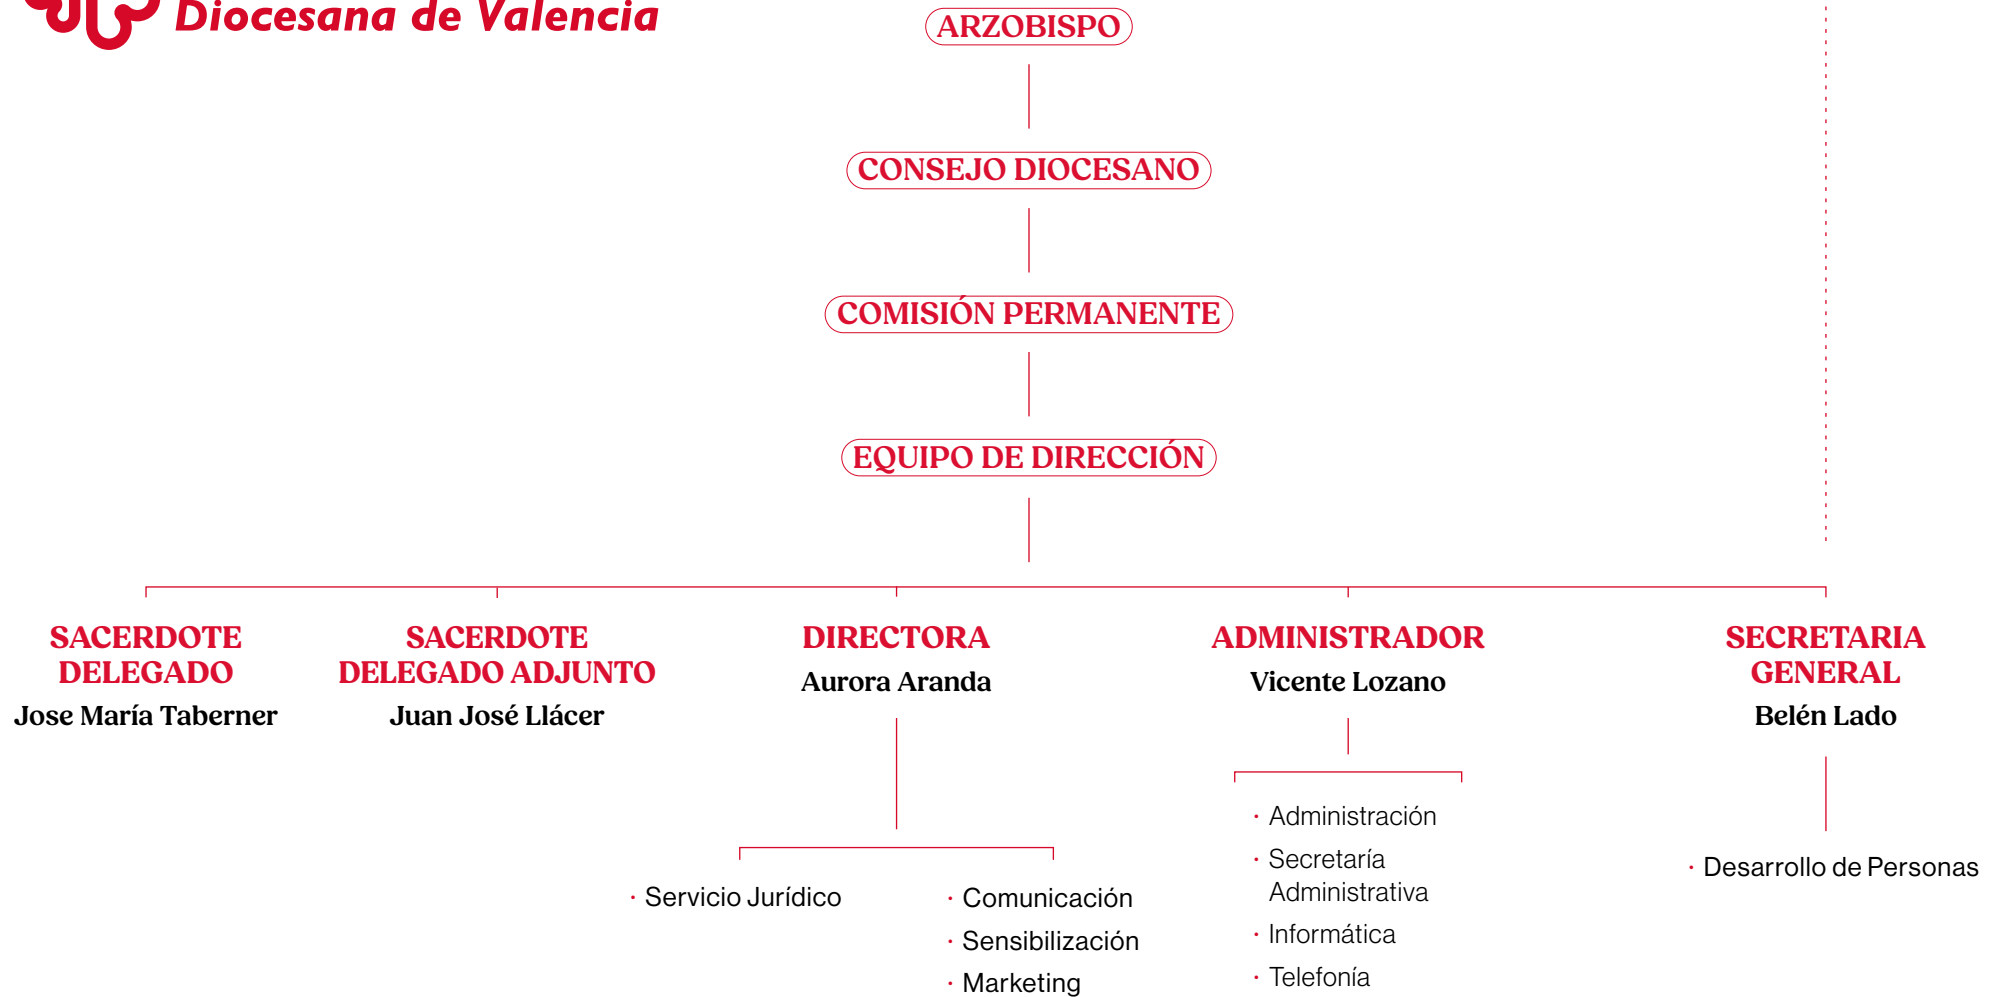 Diocesana de Valencia
ARZOBISPO
CONSEJO DIOCESANO
COMISIÓN PERMANENTE
EQUIPO DE DIRECCIÓN
SACERDOTE
DELEGADO
Jose María Taberner
SACERDOTE
DELEGADO ADJUNTO
Juan José Llácer
DIRECTORA
Aurora Aranda
ADMINISTRADOR
Vicente Lozano
SECRETARIA
GENERAL
Belén Lado
· Servicio Jurídico
· Comunicación
· Sensibilización
· Marketing
· Administración
· Secretaría
Administrativa
· Informática
· Telefonía
· Desarrollo de Personas